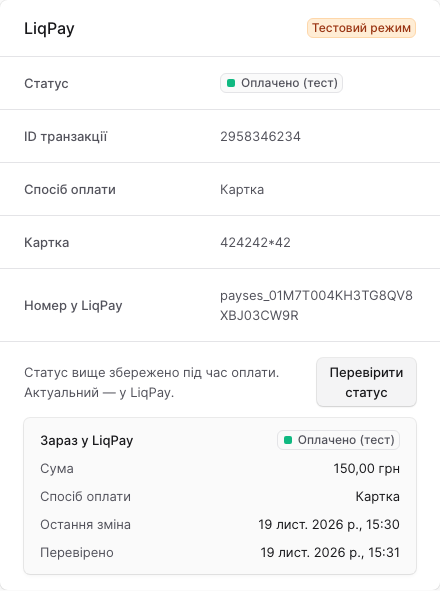 LiqPay
Тестовий режим
Статус
Оплачено (тест)
ID транзакції
2958346234
Спосіб оплати
Картка
Картка
424242*42
Номер у LiqPay
payses_01M7T004KH3TG8QV8
XBJ03CW9R
Статус вище збережено під час оплати.
Актуальний — у LiqPay.
Перевірити
статус
Зараз у LiqPay
Оплачено (тест)
Сума
150,00 грн
Спосіб оплати
Картка
Остання зміна
19 лист. 2026 р., 15:30
Перевірено
19 лист. 2026 р., 15:31